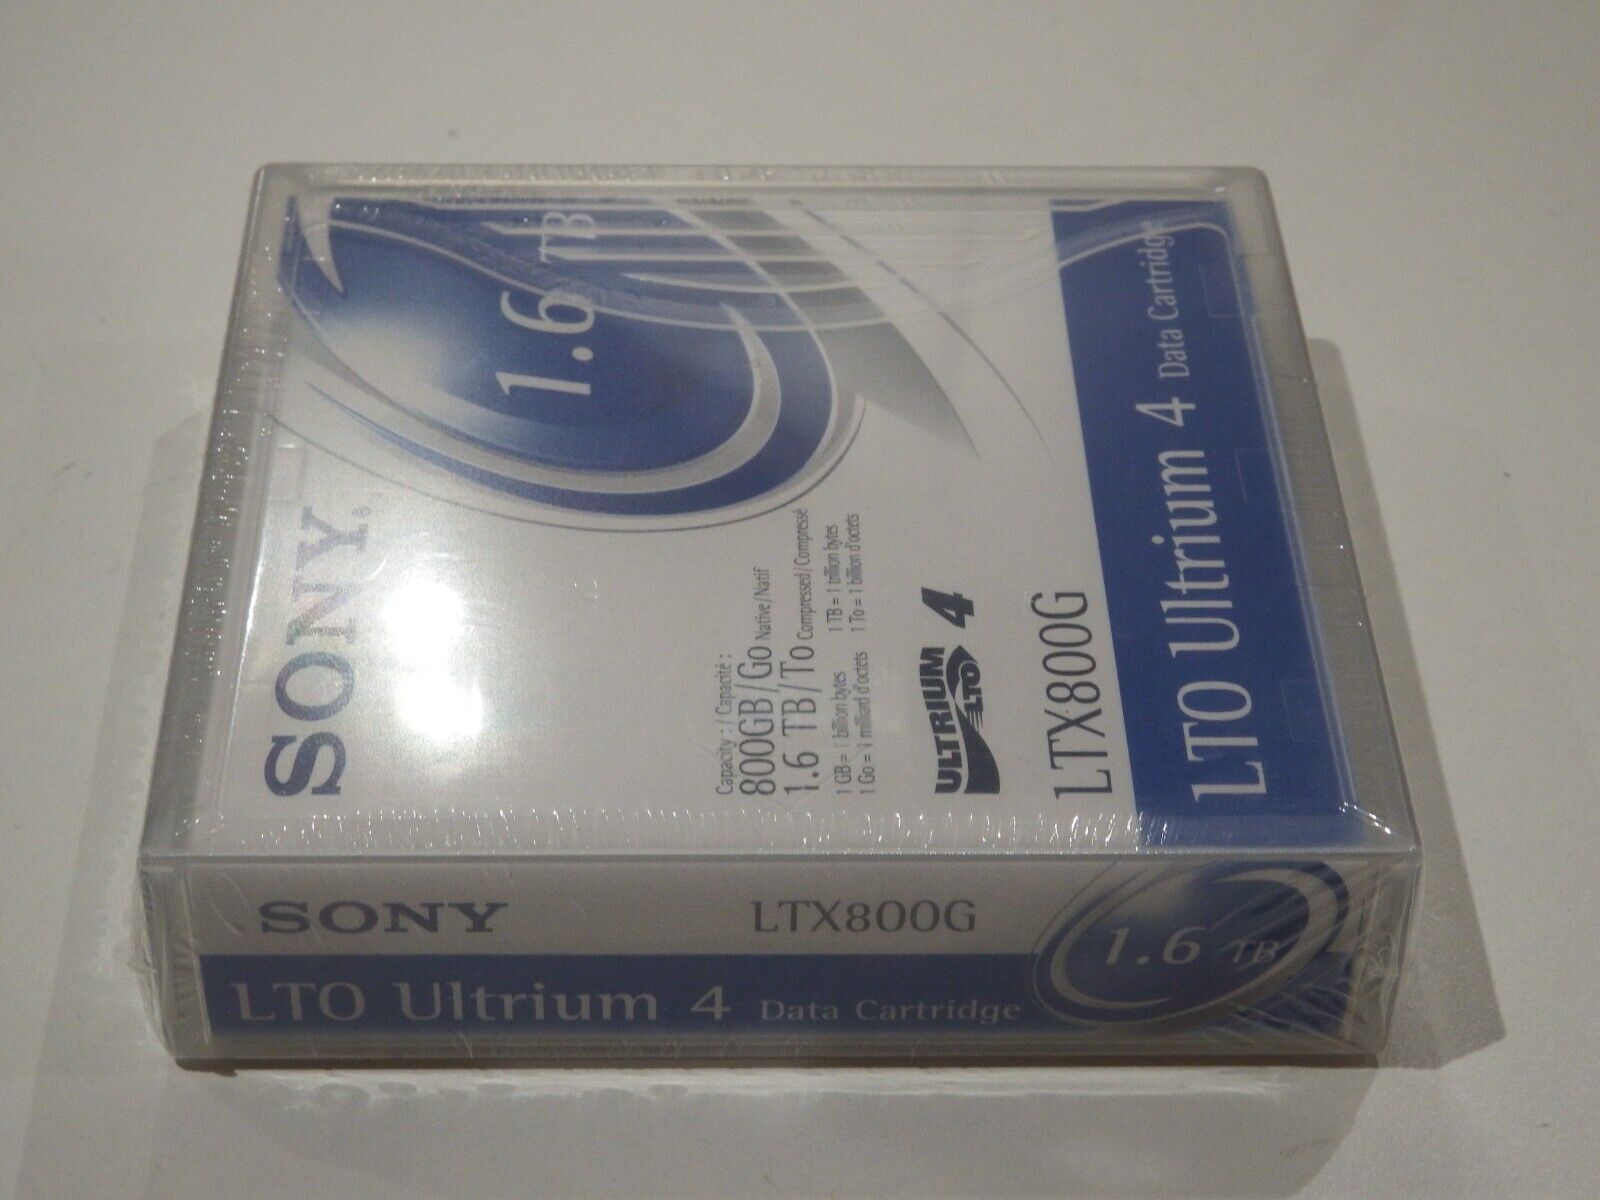 SONY
1.6 TB
Capacity : / Capacité :
800GB/Go Native/Natif
1.6 TB/To Compressed/Compressé
1 GB = 1 billion bytes 1 TB = 1 trillion bytes
1 Go = 1 milliard d'octets 1 To = 1 billion d'octets
ULTRIUM 4
LTO
LTX800G
LTO Ultrium 4 Data Cartridge
SONY LTX800G
1.6 TB
LTO Ultrium 4 Data Cartridge